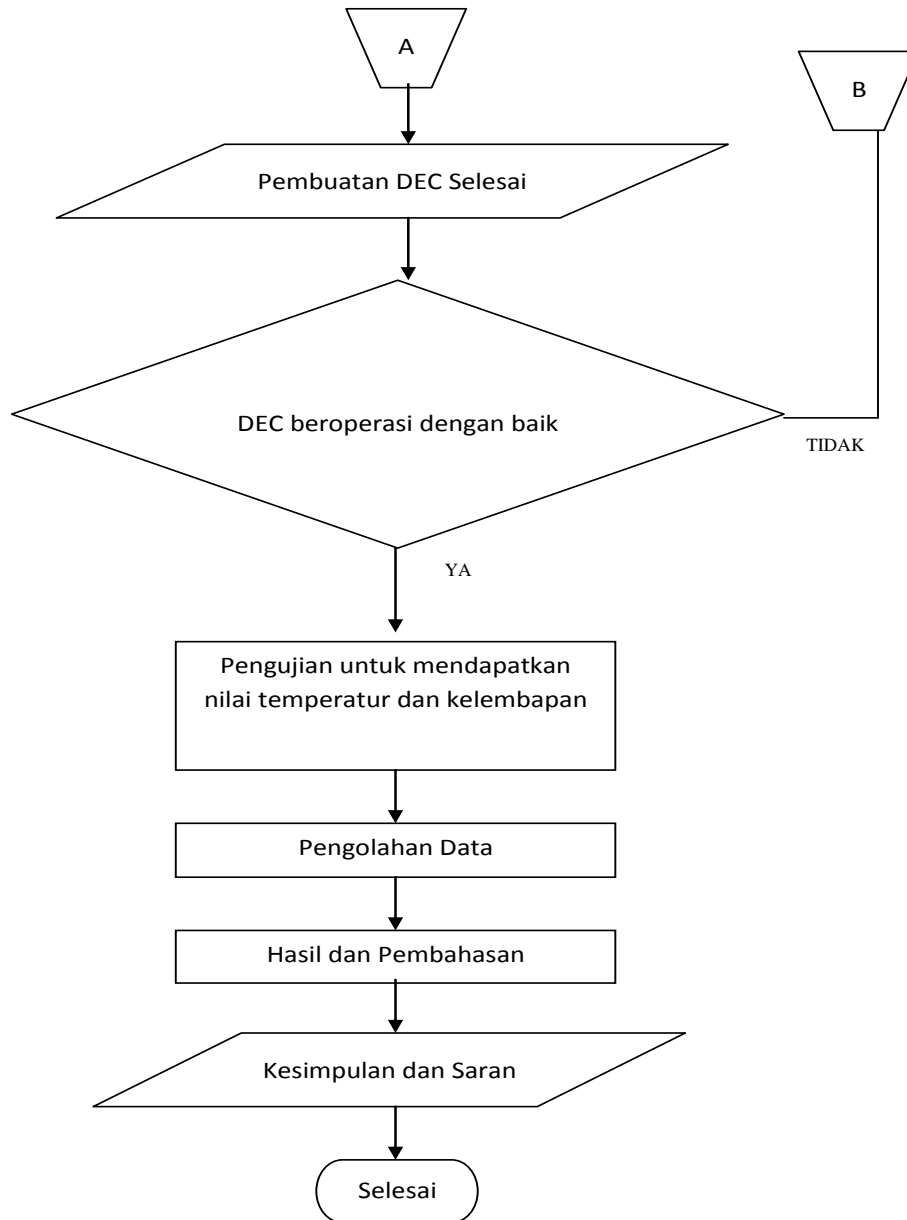 A
B
Pembuatan DEC Selesai
DEC beroperasi dengan baik
TIDAK
YA
Pengujian untuk mendapatkan
nilai temperatur dan kelembapan
Pengolahan Data
Hasil dan Pembahasan
Kesimpulan dan Saran
Selesai